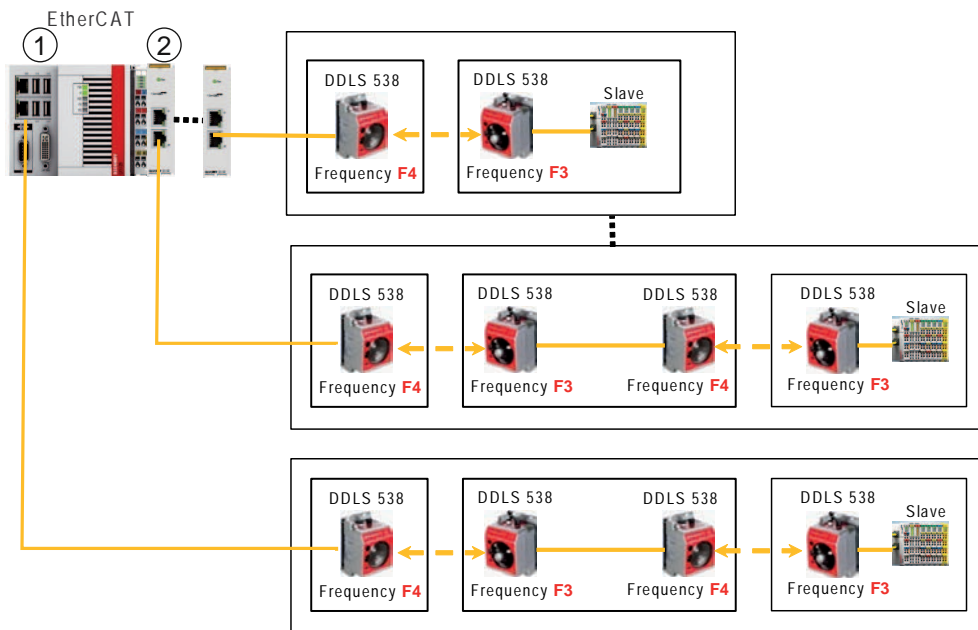 EtherCAT
1
2
DDLS 538
DDLS 538
Slave
Frequency F4
Frequency F3
DDLS 538
DDLS 538
DDLS 538
DDLS 538
Slave
Frequency F4
Frequency F3
Frequency F4
Frequency F3
DDLS 538
DDLS 538
DDLS 538
DDLS 538
Slave
Frequency F4
Frequency F3
Frequency F4
Frequency F3